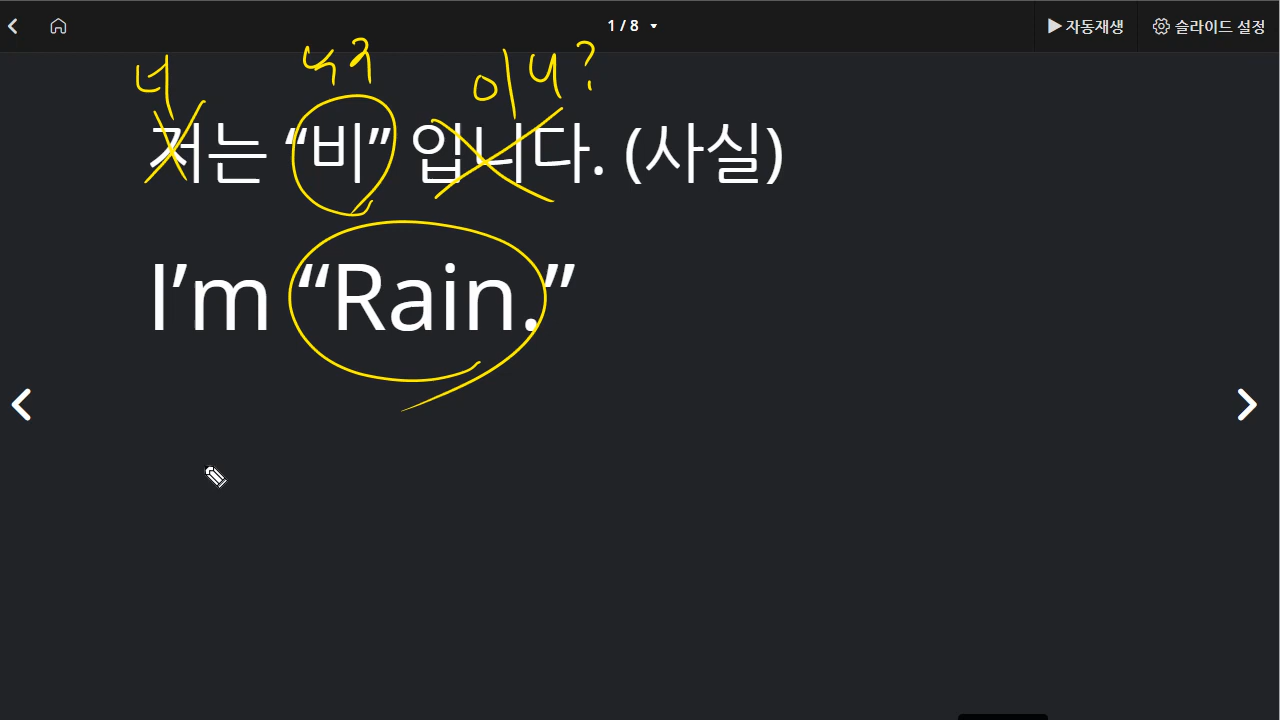 1 / 8
자동재생
슬라이드 설정
너 누구 이니?
저는 “비” 입니다. (사실)
I’m “Rain.”